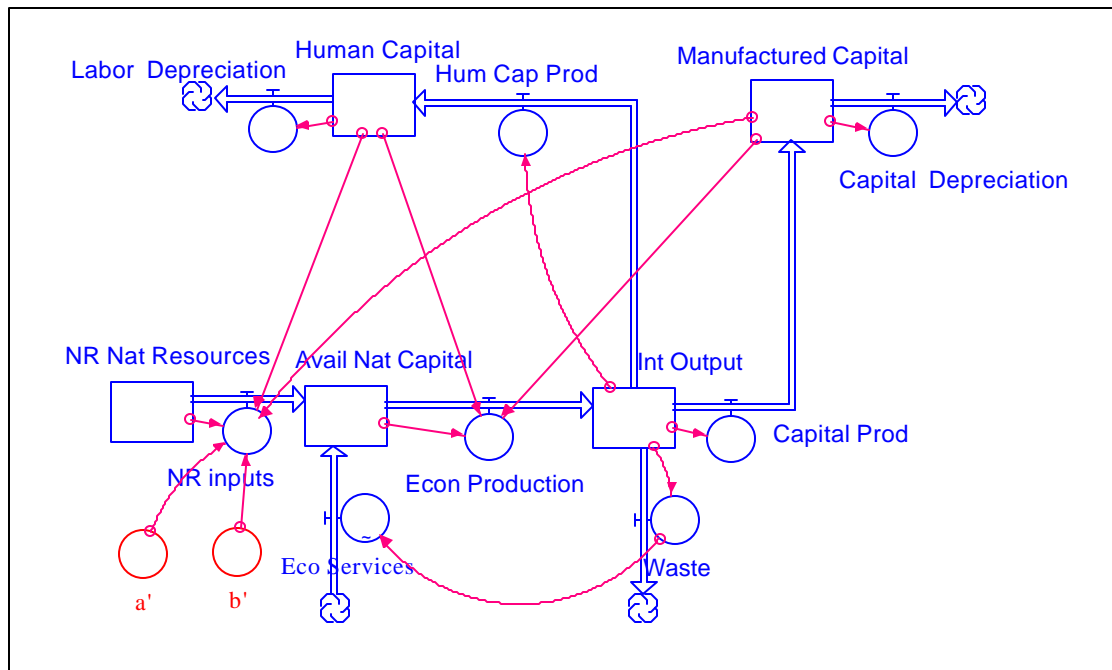 Human Capital
Manufactured Capital
Labor Depreciation
Hum Cap Prod
Capital Depreciation
NR Nat Resources
Avail Nat Capital
Int Output
Capital Prod
NR inputs
Econ Production
~
Eco Services
Waste
a'
b'